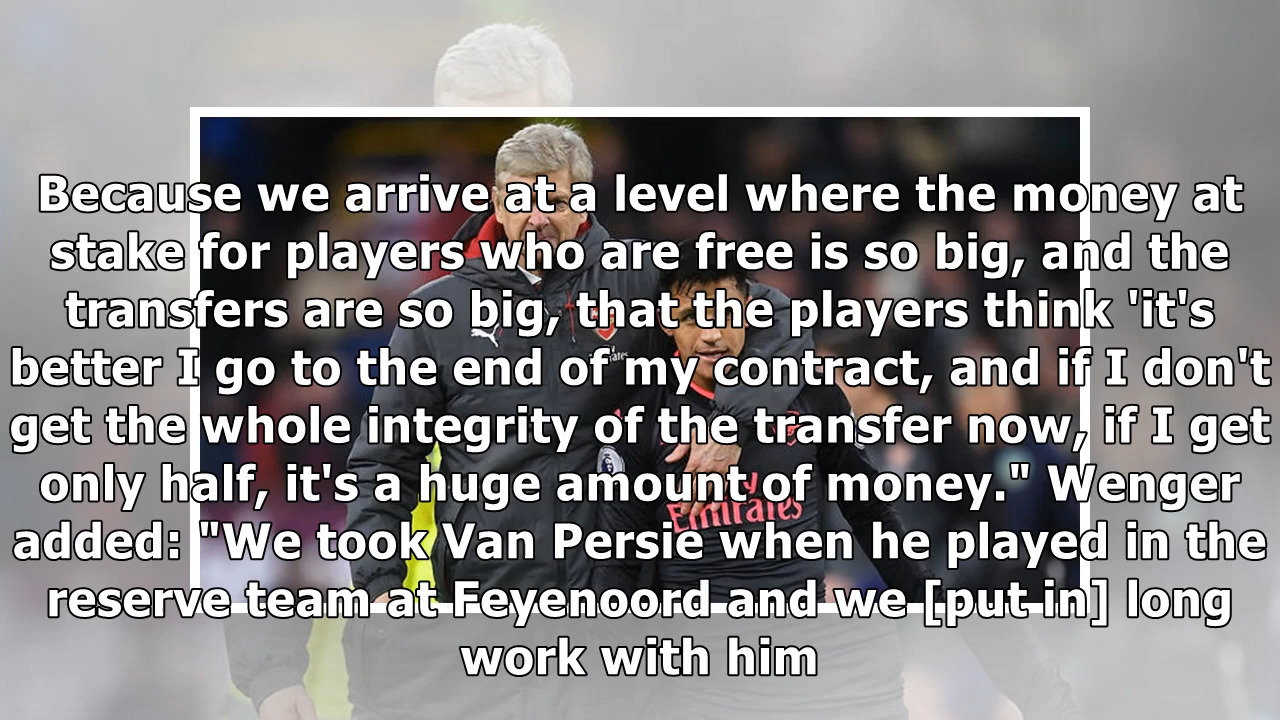 Because we arrive at a level where the money at
stake for players who are free is so big, and the
transfers are so big, that the players think 'it's
better I go to the end of my contract, and if I don't
get the whole integrity of the transfer now, if I get
only half, it's a huge amount of money." Wenger
added: "We took Van Persie when he played in the
reserve team at Feyenoord and we [put in] long
work with him
Emirates